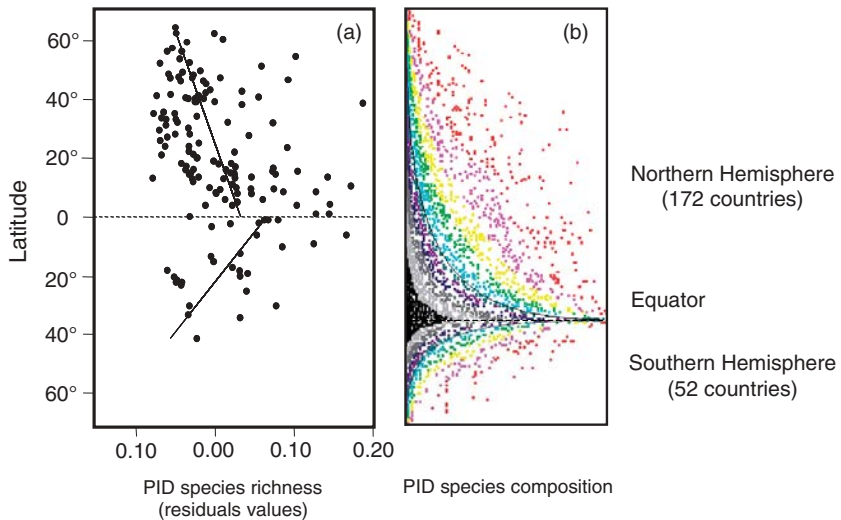 (a)
(b)
60°
40°
20°
0
20°
40°
60°
Latitude
0.10
0.00
0.10
0.20
PID species richness
(residuals values)
PID species composition
Northern Hemisphere
(172 countries)
Equator
Southern Hemisphere
(52 countries)